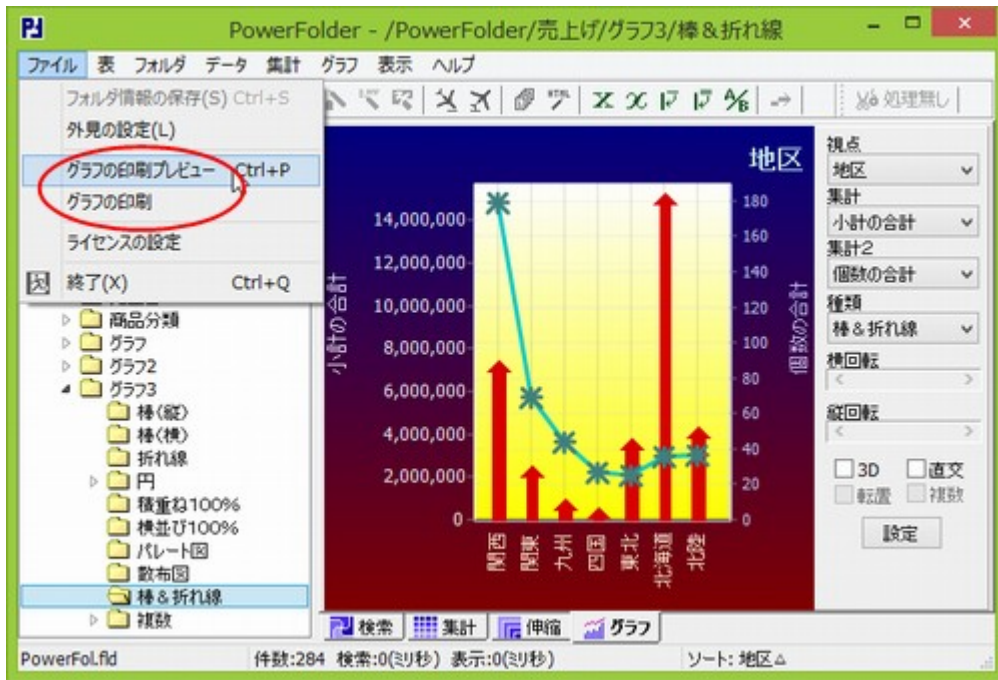 PowerFolder - /PowerFolder/売上げ/グラフ3/棒&折れ線
ファイル 表 フォルダ データ 集計 グラフ 表示 ヘルプ
フォルダ情報の保存(S) Ctrl+S
外見の設定(L)
グラフの印刷プレビュー Ctrl+P
グラフの印刷
ライセンスの設定
終了(X) Ctrl+Q
処理無し
商品分類
グラフ
グラフ2
グラフ3
棒(縦)
棒(横)
折れ線
円
積重ね100%
横並び100%
パレート図
散布図
棒&折れ線
複数
地区
小計の合計
14,000,000
12,000,000
10,000,000
8,000,000
6,000,000
4,000,000
2,000,000
0
180
160
140
120
100
80
60
40
20
0
個数の合計
関西 関東 九州 四国 東北 北海道 北陸
視点
地区
集計
小計の合計
集計2
個数の合計
種類
棒&折れ線
横回転
縦回転
3D 直交
転置 複数
設定
検索 集計 伸縮 グラフ
PowerFol.fld 件数:284 検索:0(ミリ秒) 表示:0(ミリ秒) ソート: 地区△